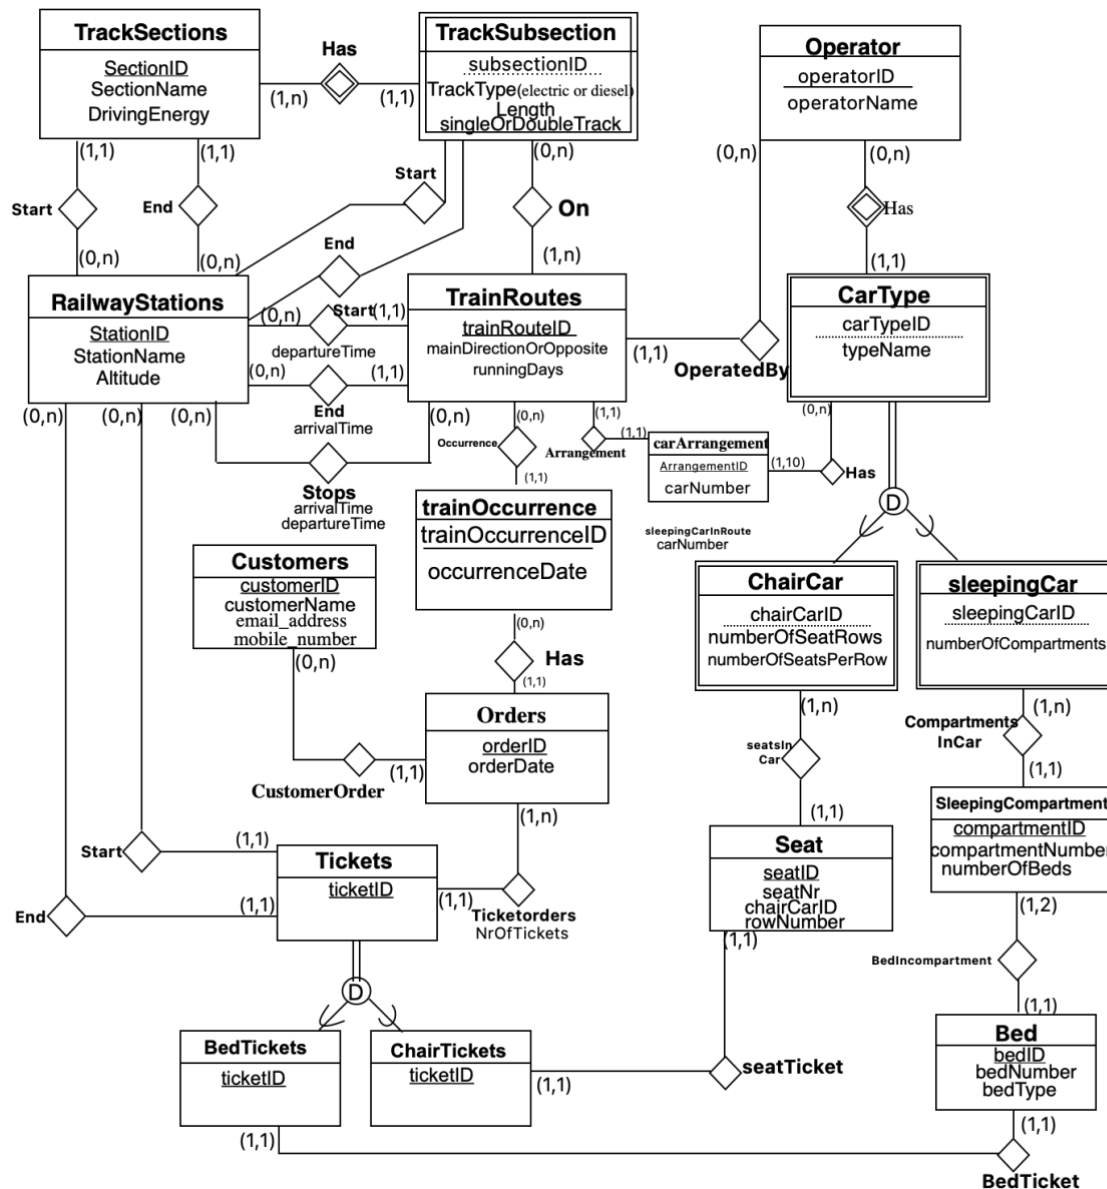 TrackSections
SectionID
SectionName
DrivingEnergy
Has
(1,n)
(1,1)
TrackSubsection
subsectionID
TrackType(electric or diesel)
Length
singleOrDoubleTrack
Operator
operatorID
operatorName
(1,1)
(1,1)
(0,n)
(0,n)
(0,n)
Start
End
Start
On
Has
(0,n)
(0,n)
End
(1,n)
(1,1)
RailwayStations
StationID
StationName
Altitude
(0,n)
Start
(1,1)
departureTime
(0,n)
(1,1)
End
arrivalTime
TrainRoutes
trainRouteID
mainDirectionOrOpposite
runningDays
(1,1)
OperatedBy
CarType
carTypeID
typeName
(0,n)
(0,n)
(0,n)
(0,n)
(0,n)
(1,1)
(0,n)
Stops
arrivalTime
departureTime
Occurrence
(1,1)
Arrangement
(1,1)
carArrangement
ArrangementID
carNumber
(1,10)
Has
D
trainOccurrence
trainOccurrenceID
occurrenceDate
sleepingCarInRoute
carNumber
Customers
customerID
customerName
email_address
mobile_number
(0,n)
(0,n)
Has
(1,1)
ChairCar
chairCarID
numberOfSeatRows
numberOfSeatsPerRow
sleepingCar
sleepingCarID
numberOfCompartments
(1,n)
(1,n)
Orders
orderID
orderDate
CustomerOrder
(1,1)
(1,n)
seatsIn
Car
(1,1)
Compartments
InCar
(1,1)
Start
(1,1)
End
(1,1)
Tickets
ticketID
(1,1)
Ticketorders
NrOfTickets
Seat
seatID
seatNr
chairCarID
rowNumber
(1,1)
SleepingCompartment
compartmentID
compartmentNumber
numberOfBeds
(1,2)
BedIncompartment
(1,1)
D
BedTickets
ticketID
(1,1)
ChairTickets
ticketID
(1,1)
seatTicket
Bed
bedID
bedNumber
bedType
(1,1)
BedTicket